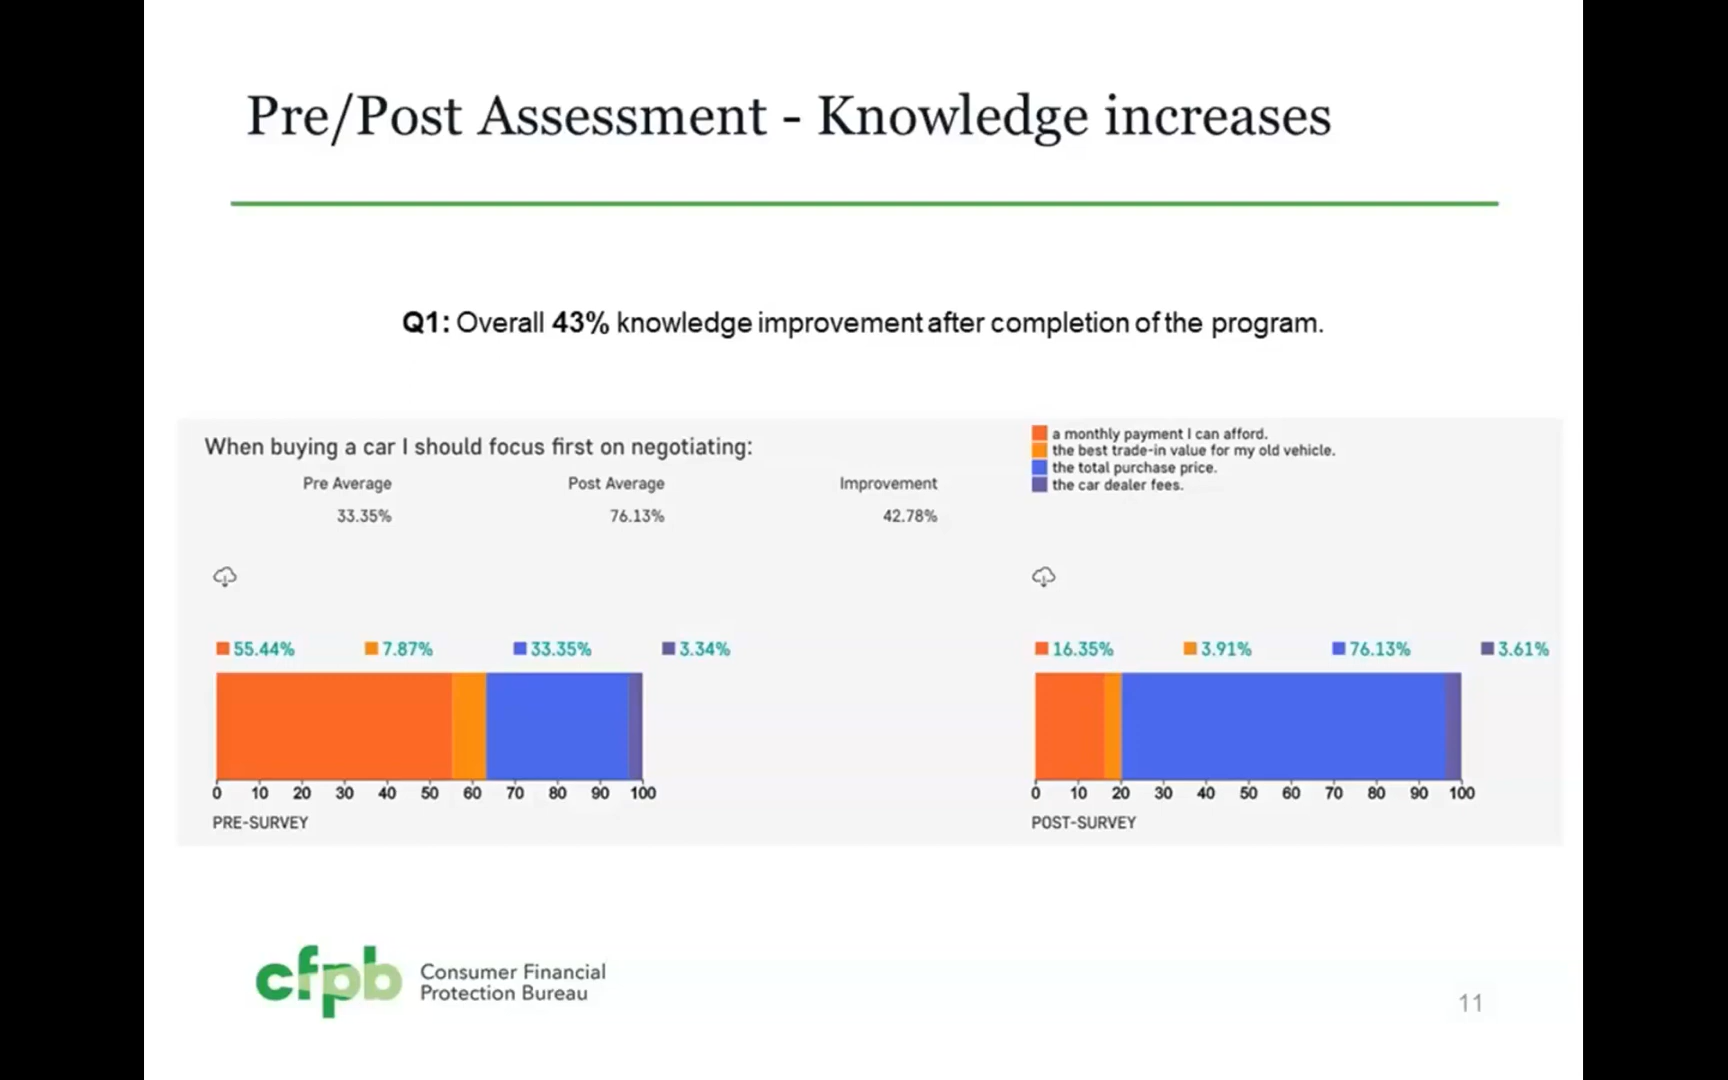 Pre/Post Assessment - Knowledge increases
Q1: Overall 43% knowledge improvement after completion of the program.
When buying a car I should focus first on negotiating:
Pre Average Post Average Improvement
33.35% 76.13% 42.78%
a monthly payment I can afford.
the best trade-in value for my old vehicle.
the total purchase price.
the car dealer fees.
55.44% 7.87% 33.35% 3.34%
0 10 20 30 40 50 60 70 80 90 100
PRE-SURVEY
16.35% 3.91% 76.13% 3.61%
0 10 20 30 40 50 60 70 80 90 100
POST-SURVEY
cfpb
Consumer Financial
Protection Bureau
11